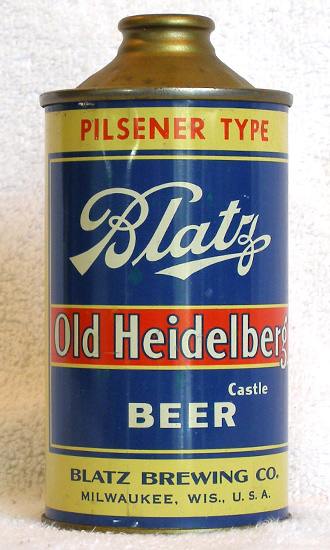 PILSENER TYPE
Blatz
Old Heidelberg
Castle
BEER
BLATZ BREWING CO.
MILWAUKEE, WIS., U.S.A.